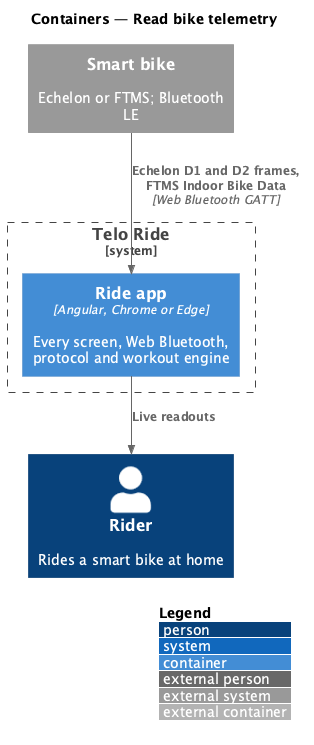 Containers — Read bike telemetry
Smart bike
Echelon or FTMS; Bluetooth
LE
Echelon D1 and D2 frames,
FTMS Indoor Bike Data
[Web Bluetooth GATT]
Telo Ride
[system]
Ride app
[Angular, Chrome or Edge]
Every screen, Web Bluetooth,
protocol and workout engine
Live readouts
Rider
Rides a smart bike at home
Legend
person
system
container
external person
external system
external container